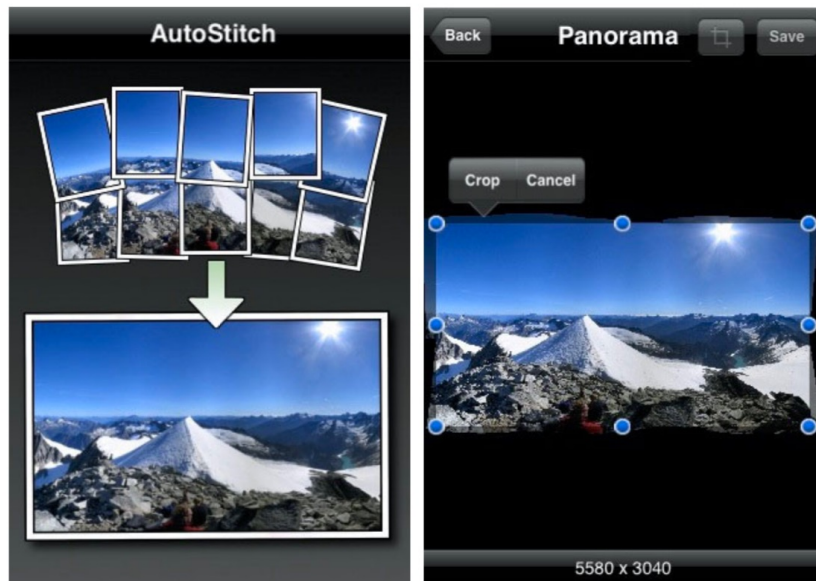 AutoStitch
Back
Panorama
Save
Crop
Cancel
5580 x 3040